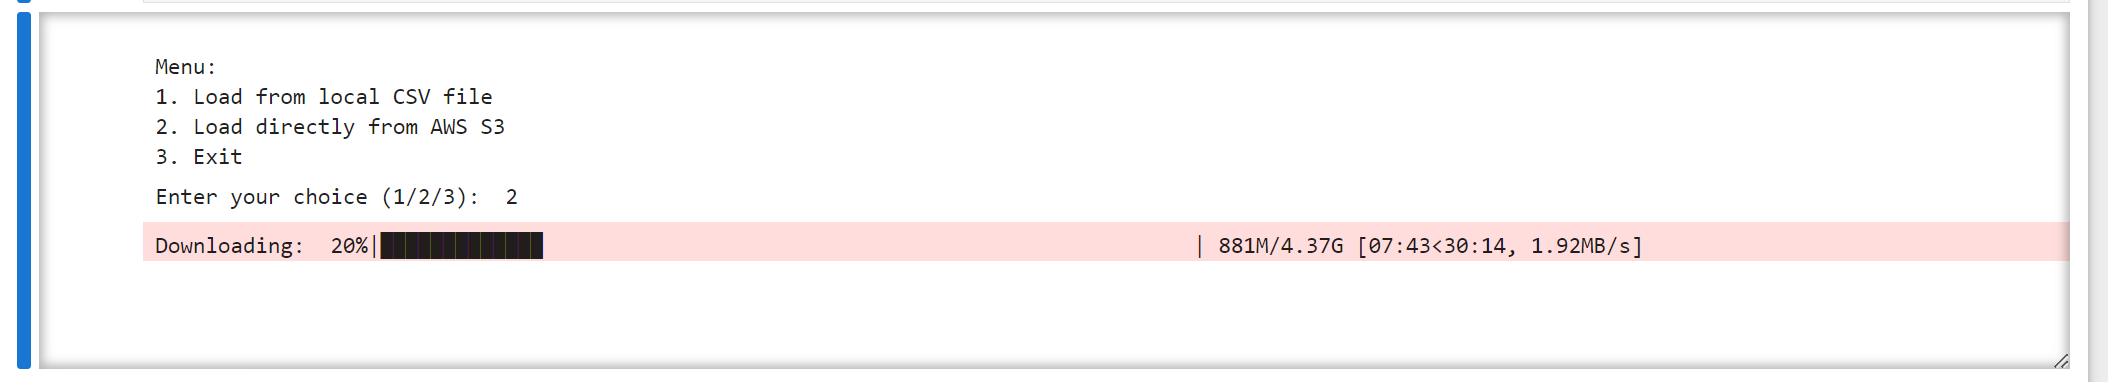 Menu:
1. Load from local CSV file
2. Load directly from AWS S3
3. Exit
Enter your choice (1/2/3):  2
Downloading:  20%|█████████████                                                    | 881M/4.37G [07:43<30:14, 1.92MB/s]